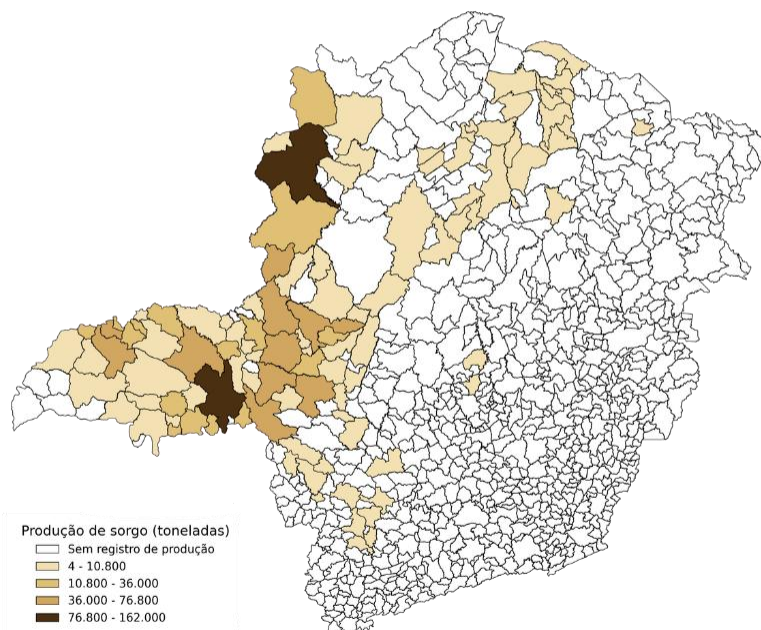 Produção de sorgo (toneladas)
Sem registro de produção
4 - 10.800
10.800 - 36.000
36.000 - 76.800
76.800 - 162.000